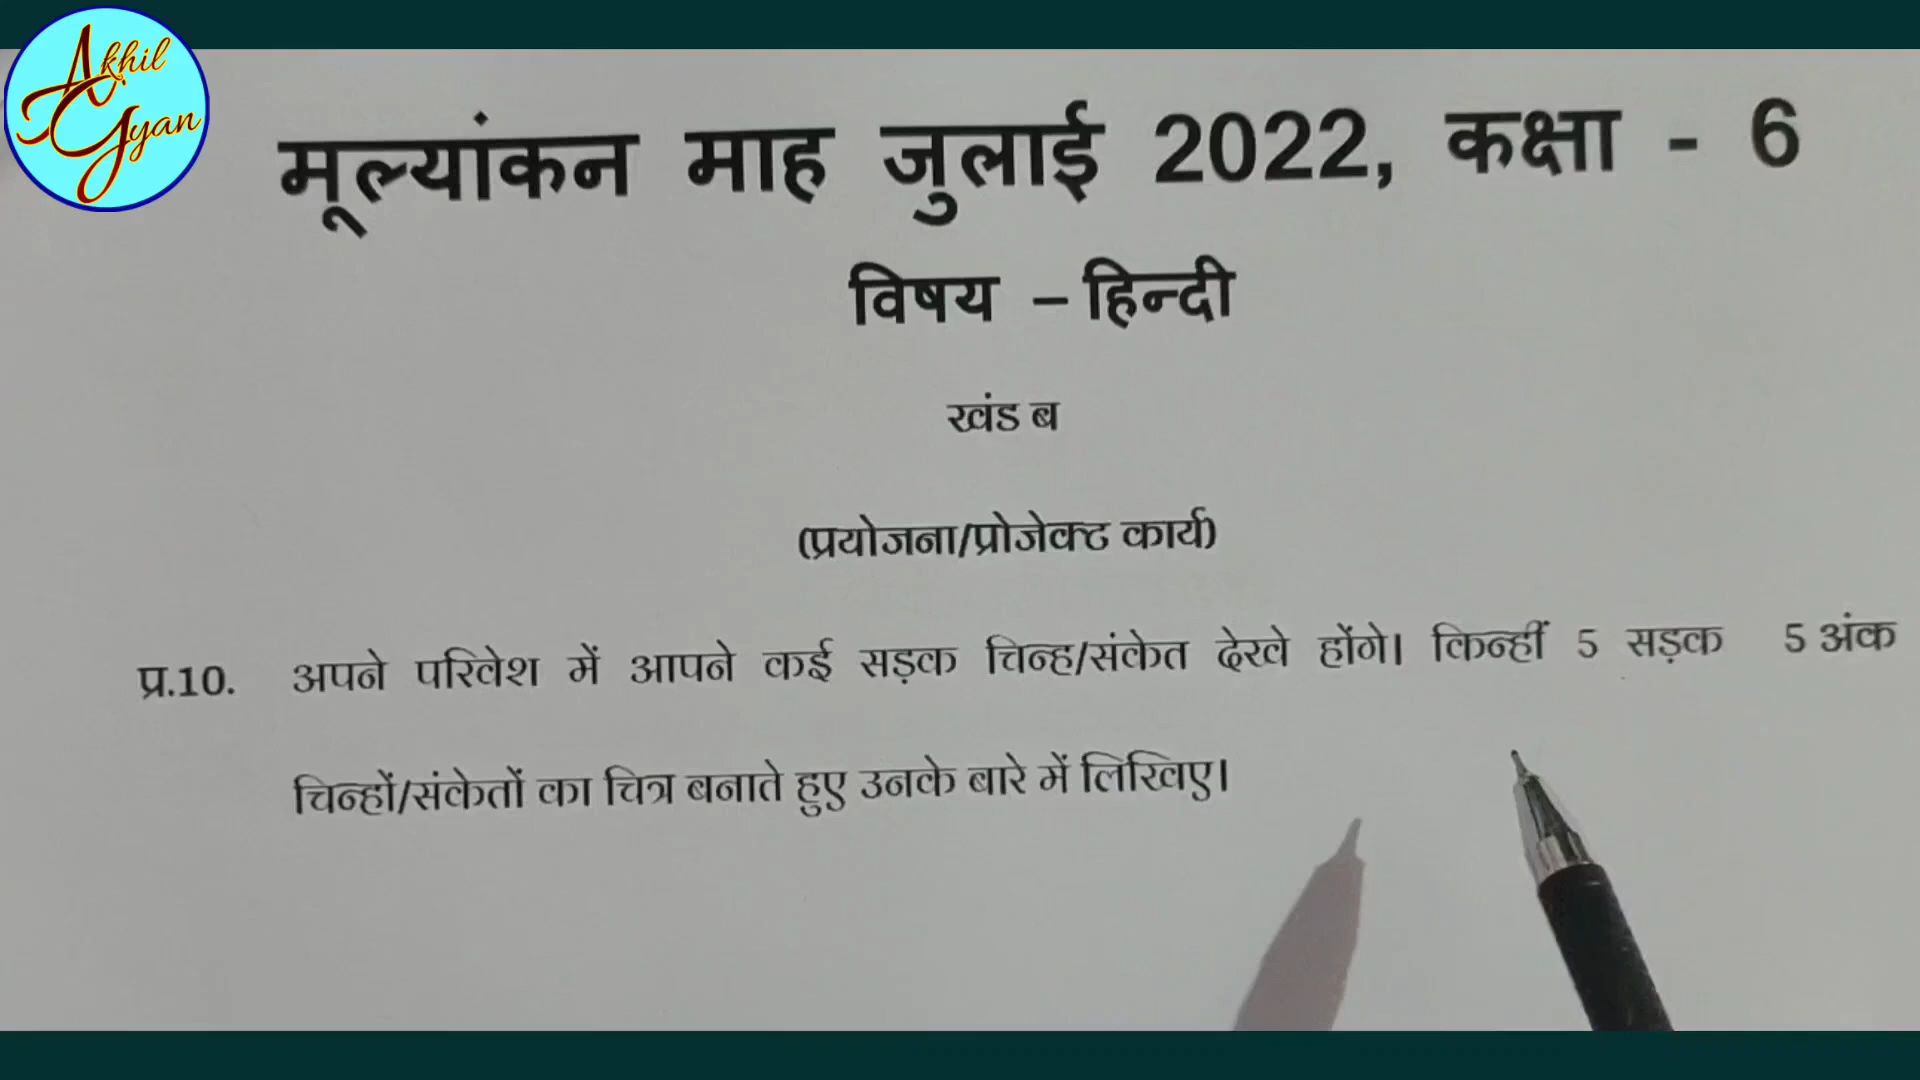 Akhil
Gyan
मूल्यांकन माह जुलाई 2022, कक्षा - 6
विषय – हिन्दी
खंड ब
(प्रयोजना/प्रोजेक्ट कार्य)
प्र.10. अपने परिवेश में आपने कई सड़क चिन्ह/संकेत देखे होंगे। किन्हीं 5 सड़क 5 अंक
चिन्हों/संकेतों का चित्र बनाते हुए उनके बारे में लिखिए।